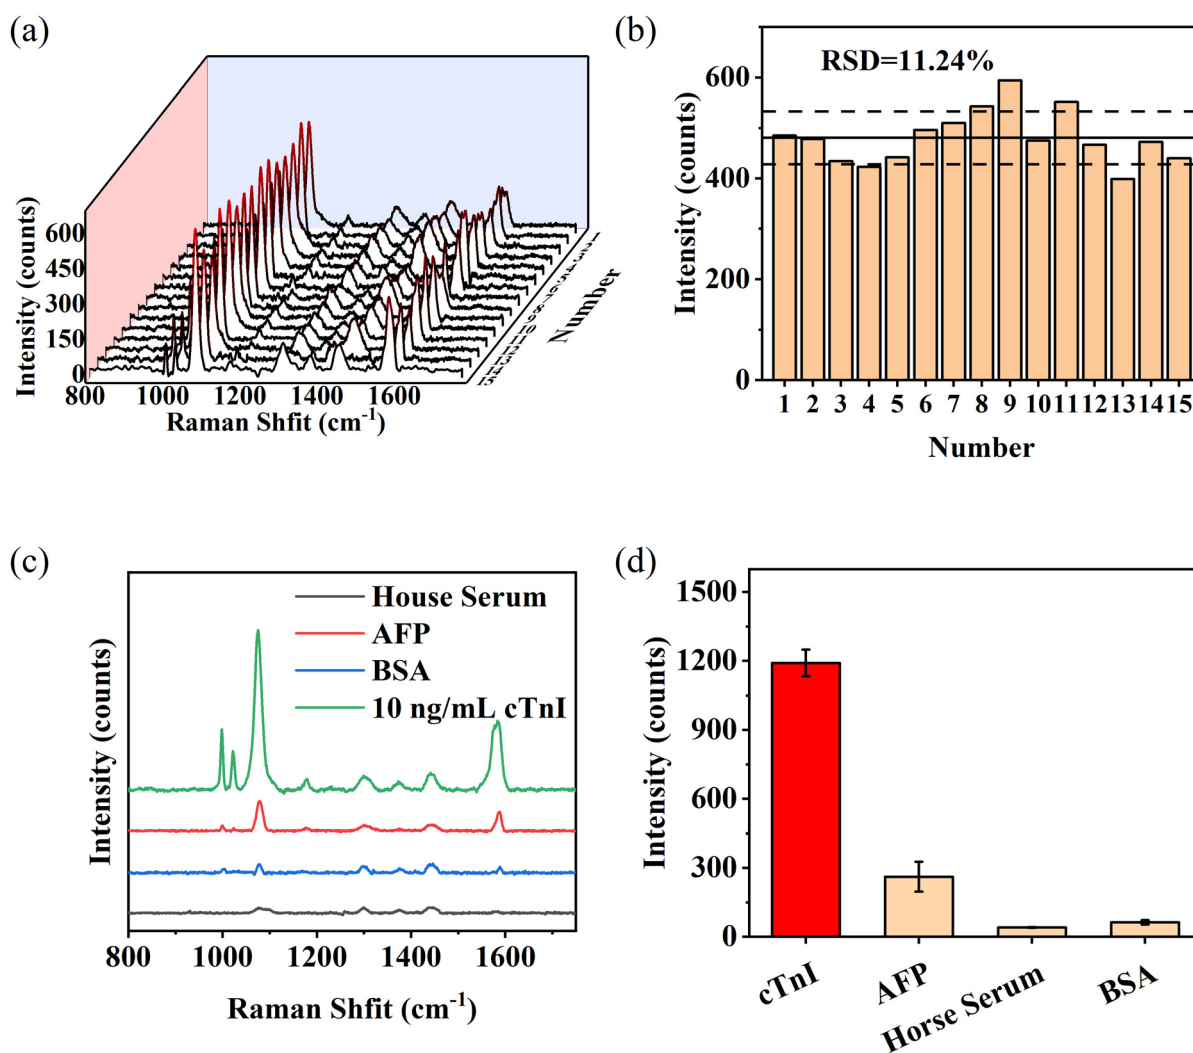 (a)
Intensity (counts)
600
450
300
150
0
800
1000
1200
1400
1600
Raman Shfit (cm⁻¹)
Number
(b)
RSD=11.24%
Intensity (counts)
600
400
200
0
1 2 3 4 5 6 7 8 9 10 11 12 13 14 15
Number
(c)
House Serum
AFP
BSA
10 ng/mL cTnI
Intensity (counts)
800 1000 1200 1400 1600
Raman Shfit (cm⁻¹)
(d)
Intensity (counts)
1500
1200
900
600
300
0
cTnI
AFP
Horse Serum
BSA